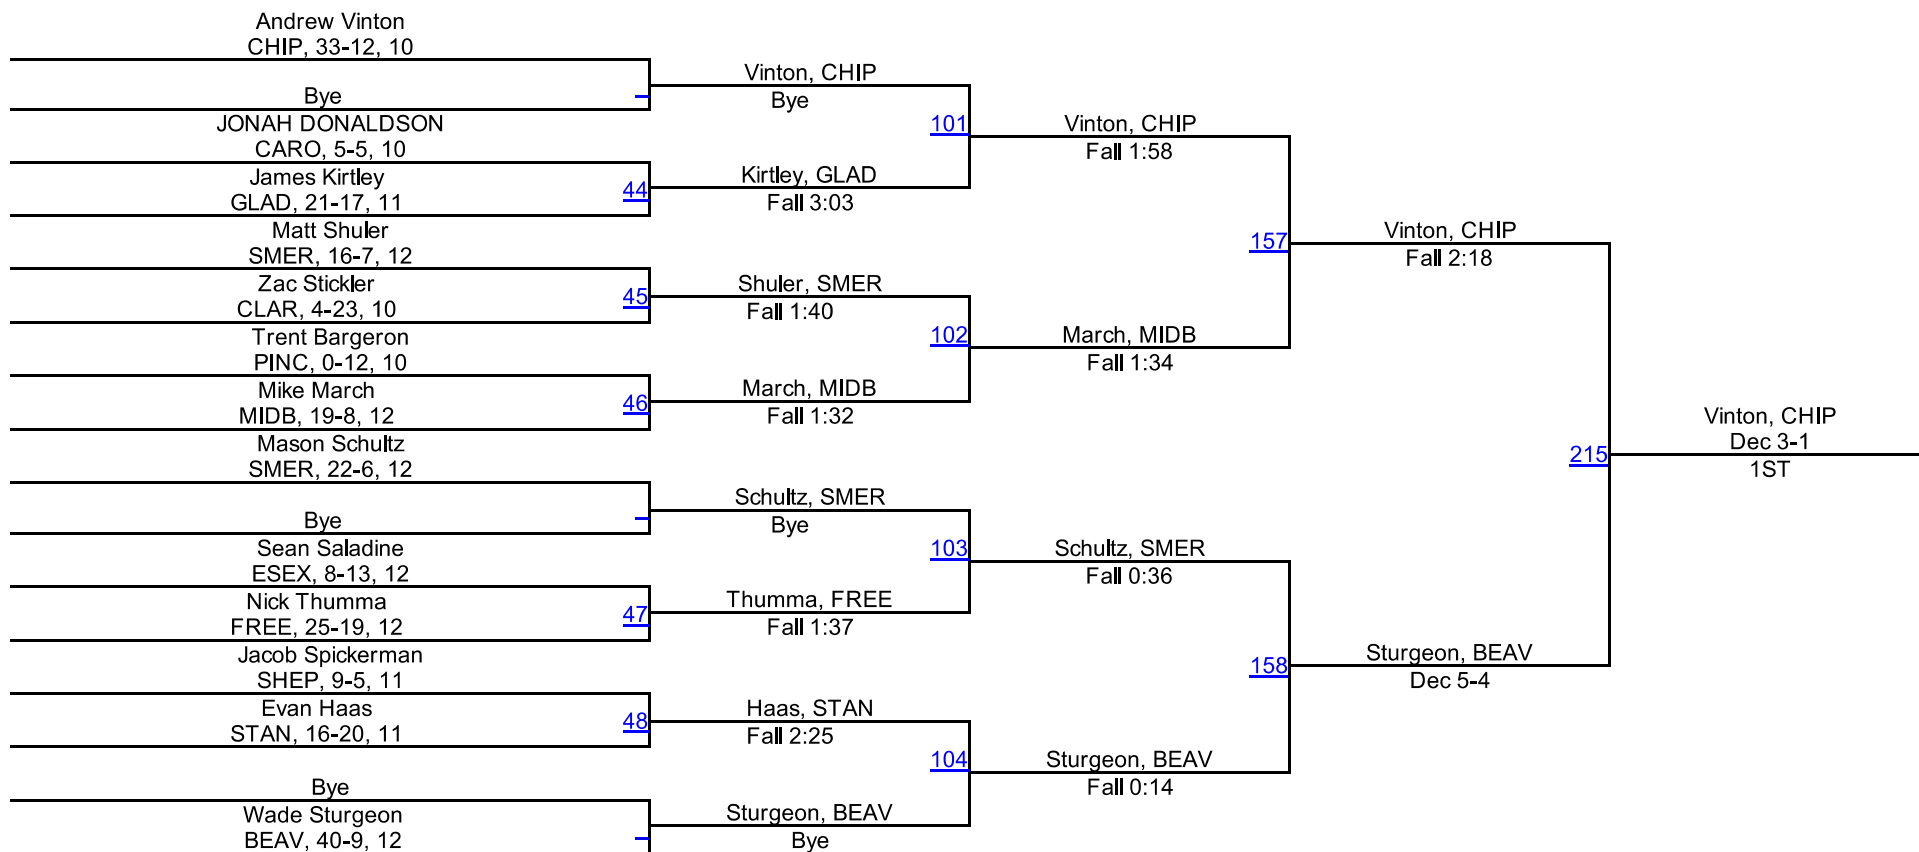 Andrew Vinton
CHIP, 33-12, 10
Bye
JONAH DONALDSON
CARO, 5-5, 10
James Kirtley
GLAD, 21-17, 11
Matt Shuler
SMER, 16-7, 12
Zac Stickler
CLAR, 4-23, 10
Trent Bargeron
PINC, 0-12, 10
Mike March
MIDB, 19-8, 12
Mason Schultz
SMER, 22-6, 12
Bye
Sean Saladine
ESEX, 8-13, 12
Nick Thumma
FREE, 25-19, 12
Jacob Spickerman
SHEP, 9-5, 11
Evan Haas
STAN, 16-20, 11
Bye
Wade Sturgeon
BEAV, 40-9, 12
44
45
46
47
48
Vinton, CHIP
Bye
Kirtley, GLAD
Fall 3:03
Shuler, SMER
Fall 1:40
March, MIDB
Fall 1:32
Schultz, SMER
Bye
Thumma, FREE
Fall 1:37
Haas, STAN
Fall 2:25
Sturgeon, BEAV
Bye
101
102
103
104
Vinton, CHIP
Fall 1:58
March, MIDB
Fall 1:34
Schultz, SMER
Fall 0:36
Sturgeon, BEAV
Fall 0:14
157
158
Vinton, CHIP
Fall 2:18
Sturgeon, BEAV
Dec 5-4
215
Vinton, CHIP
Dec 3-1
1ST